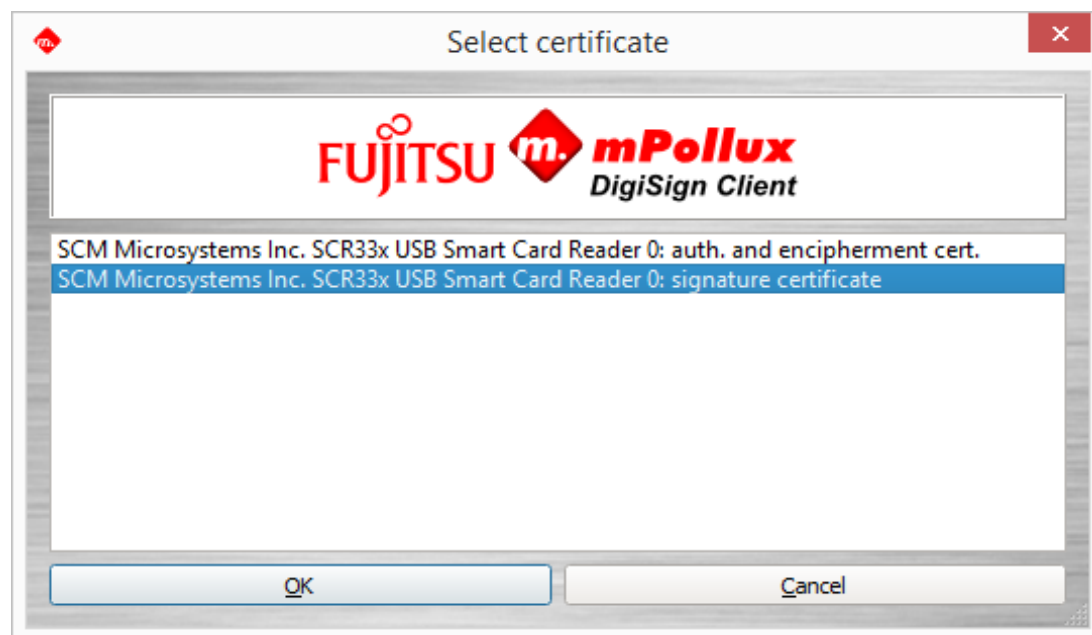 m.
Select certificate
FUJITSU m. mPollux
DigiSign Client
SCM Microsystems Inc. SCR33x USB Smart Card Reader 0: auth. and encipherment cert.
SCM Microsystems Inc. SCR33x USB Smart Card Reader 0: signature certificate
OK Cancel